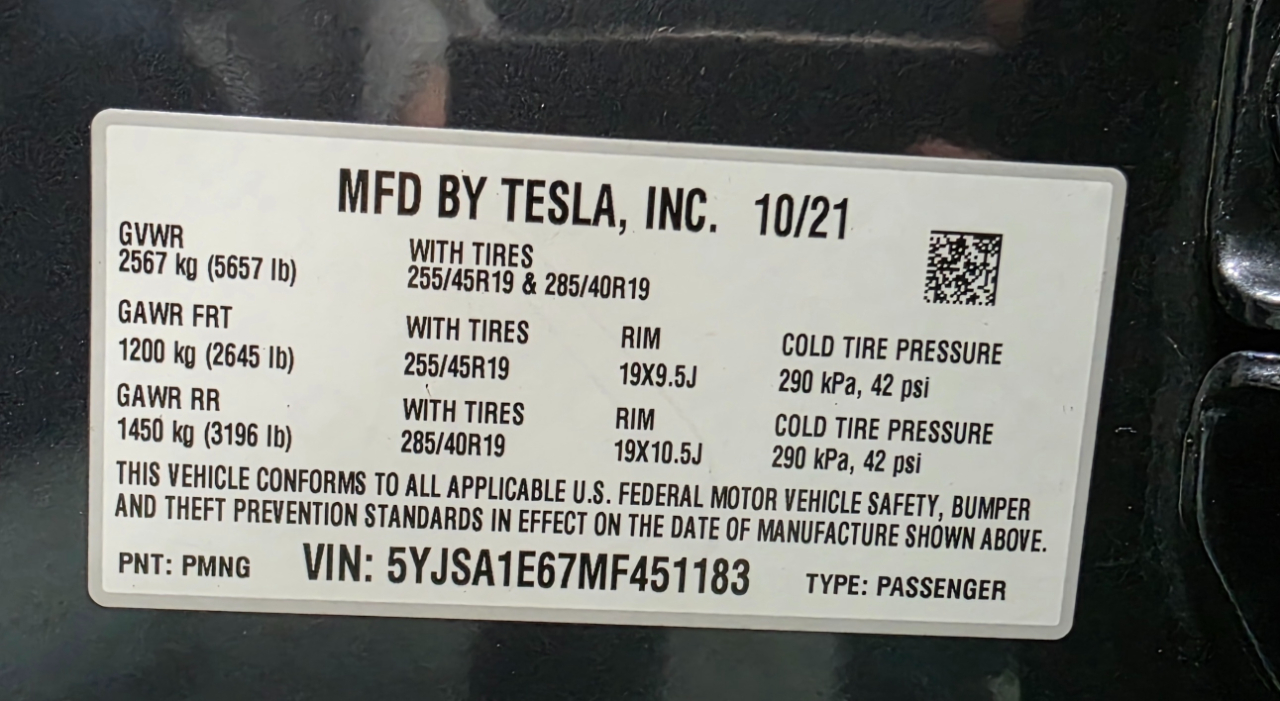 MFD BY TESLA, INC. 10/21
GVWR
2567 kg (5657 lb)
WITH TIRES
255/45R19 & 285/40R19
GAWR FRT
1200 kg (2645 lb)
WITH TIRES
255/45R19
RIM
19X9.5J
COLD TIRE PRESSURE
290 kPa, 42 psi
GAWR RR
1450 kg (3196 lb)
WITH TIRES
285/40R19
RIM
19X10.5J
COLD TIRE PRESSURE
290 kPa, 42 psi
THIS VEHICLE CONFORMS TO ALL APPLICABLE U.S. FEDERAL MOTOR VEHICLE SAFETY, BUMPER
AND THEFT PREVENTION STANDARDS IN EFFECT ON THE DATE OF MANUFACTURE SHOWN ABOVE.
PNT: PMNG VIN: 5YJSA1E67MF451183 TYPE: PASSENGER